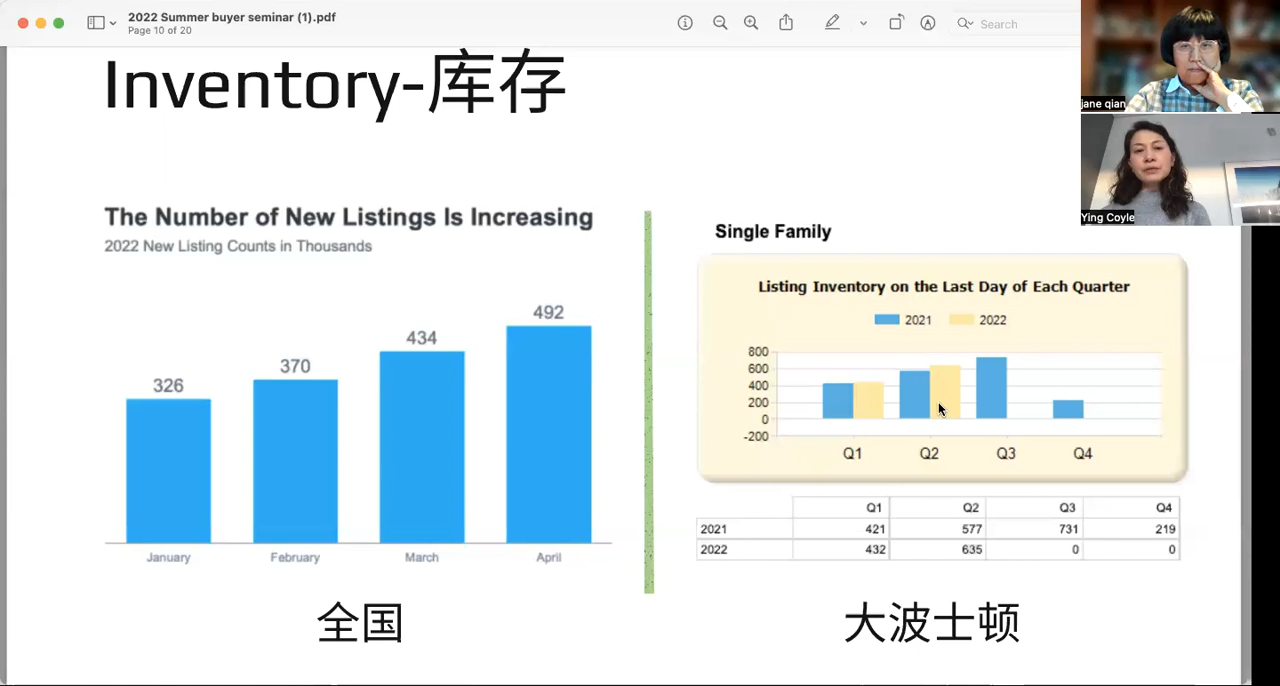 2022 Summer buyer seminar (1).pdf
Page 10 of 20
Search
jane qian
Ying Coyle
Inventory-库存
The Number of New Listings Is Increasing
2022 New Listing Counts in Thousands
326
370
434
492
January February March April
全国
Single Family
Listing Inventory on the Last Day of Each Quarter
2021 2022
800
600
400
200
0
-200
Q1 Q2 Q3 Q4
Q1 Q2 Q3 Q4
2021 421 577 731 219
2022 432 635 0 0
大波士顿